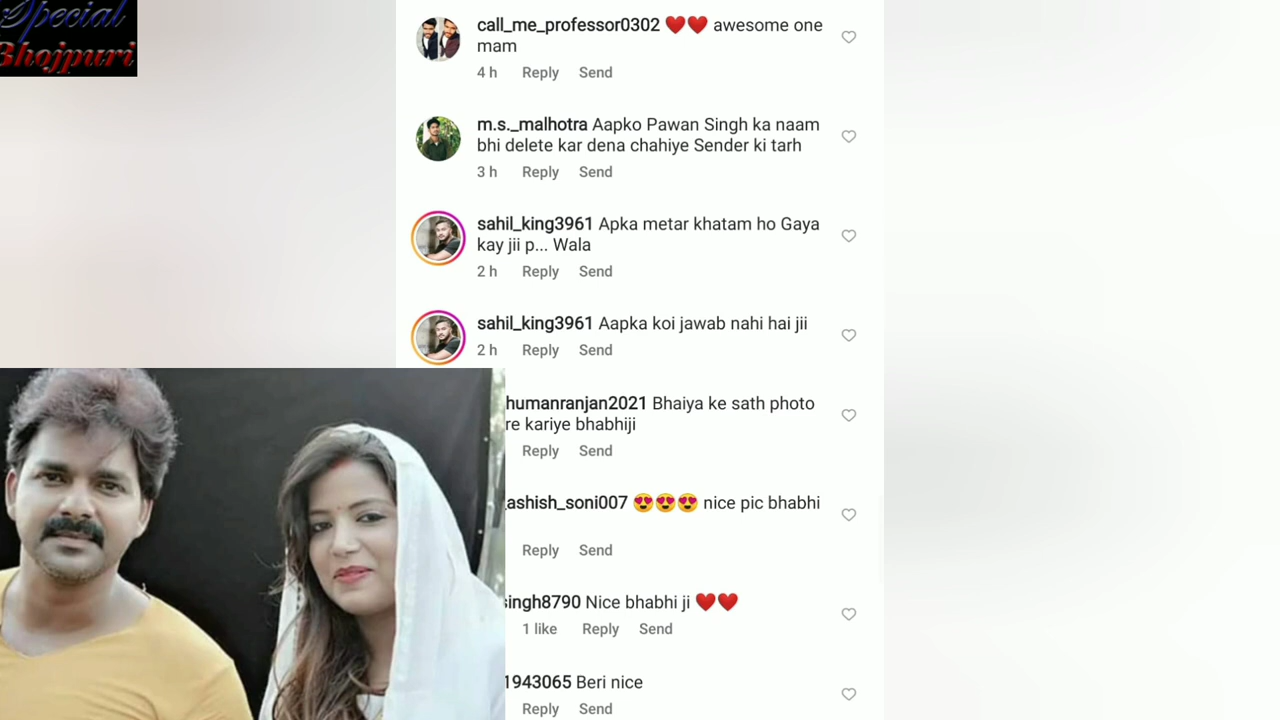 Special
Bhojpuri
call_me_professor0302 ❤️❤️ awesome one
mam
4 h Reply Send
m.s._malhotra Aapko Pawan Singh ka naam
bhi delete kar dena chahiye Sender ki tarh
3 h Reply Send
sahil_king3961 Apka metar khatam ho Gaya
kay jii p... Wala
2 h Reply Send
sahil_king3961 Aapka koi jawab nahi hai jii
2 h Reply Send
humanranjan2021 Bhaiya ke sath photo
re kariye bhabhiji
Reply Send
_ashish_soni007 😍😍😍 nice pic bhabhi
Reply Send
singh8790 Nice bhabhi ji ❤️❤️
1 like Reply Send
1943065 Beri nice
Reply Send